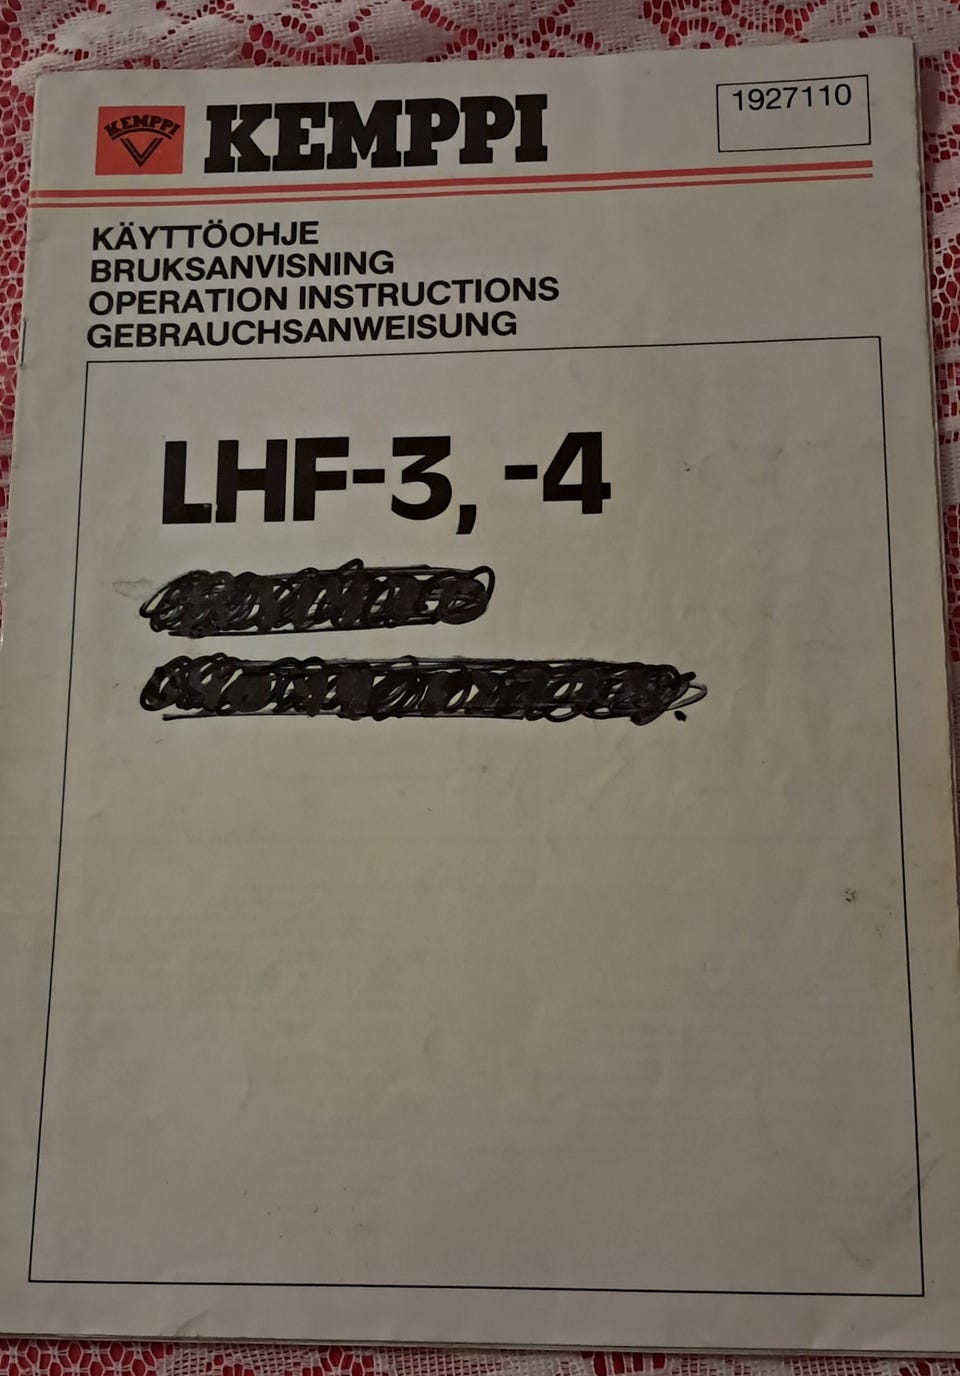 KEMPPI
KEMPPI
1927110
KÄYTTÖOHJE
BRUKSANVISNING
OPERATION INSTRUCTIONS
GEBRAUCHSANWEISUNG
LHF-3, -4